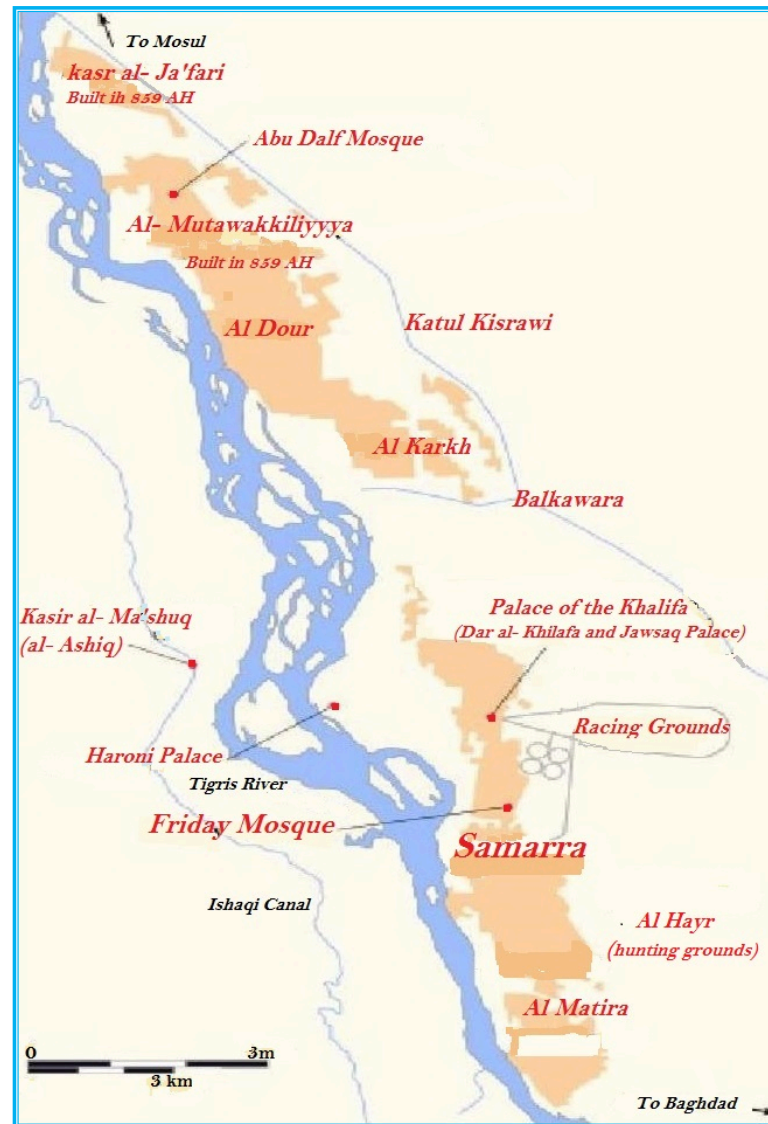 To Mosul
kasr al- Ja'fari
Built ih 859 AH
Abu Dalf Mosque
Al- Mutawakkiliyyya
Built in 859 AH
Al Dour
Katul Kisrawi
Al Karkh
Balkawara
Kasir al- Ma'shuq
(al- Ashiq)
Palace of the Khalifa
(Dar al- Khilafa and Jawsaq Palace)
Racing Grounds
Haroni Palace
Tigris River
Friday Mosque
Samarra
Ishaqi Canal
Al Hayr
(hunting grounds)
Al Matira
0 3m
3 km
To Baghdad